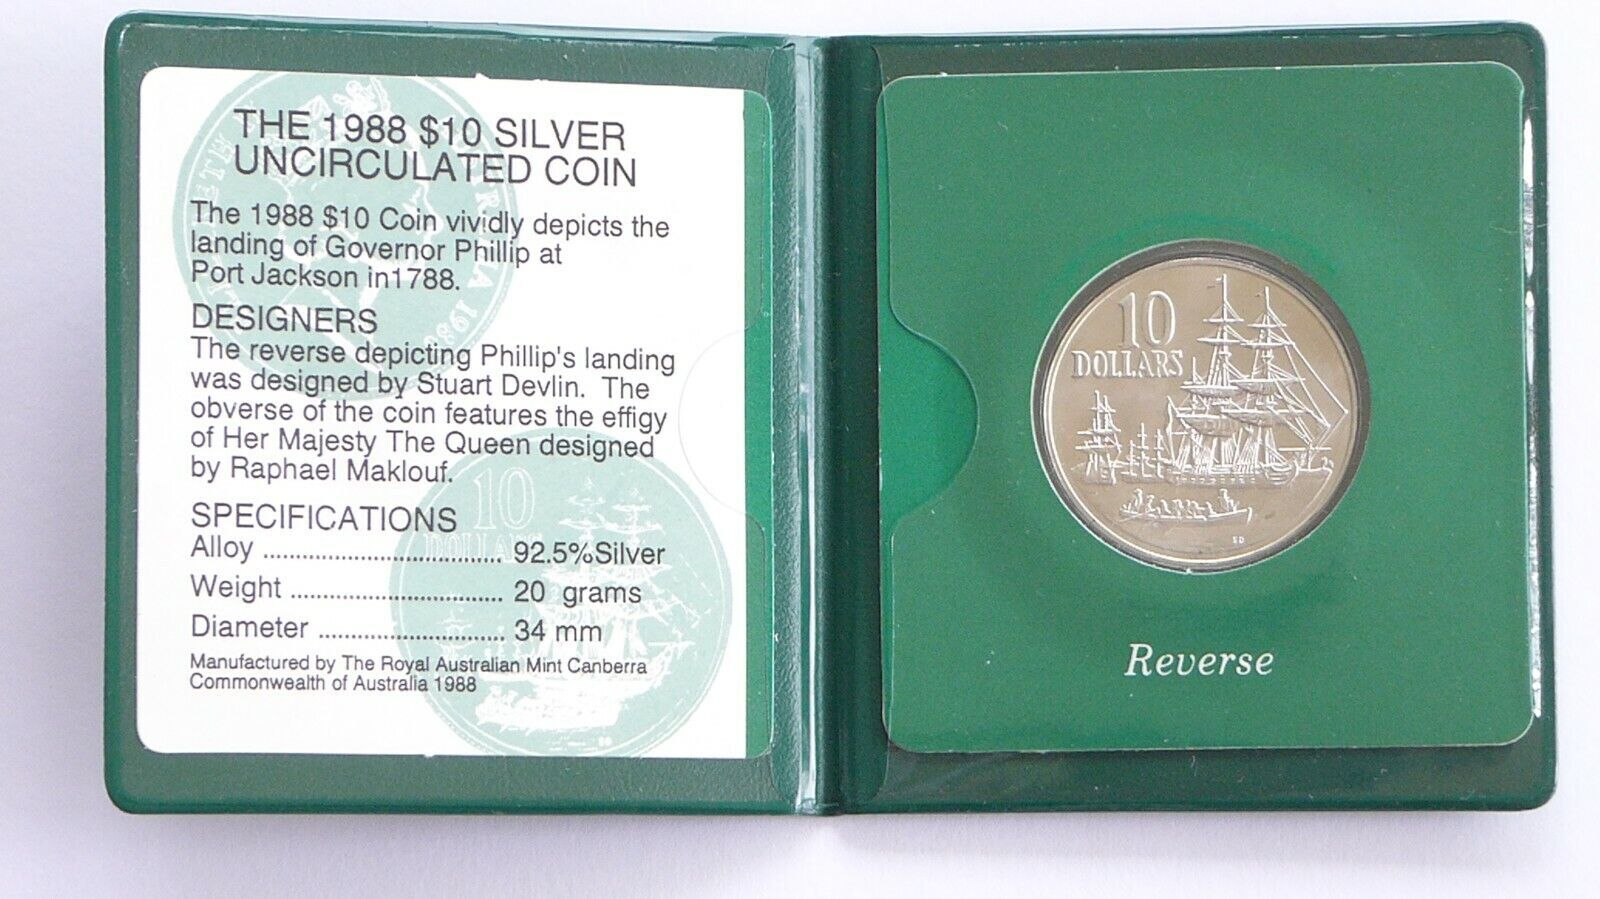 THE 1988 $10 SILVER
UNCIRCULATED COIN
The 1988 $10 Coin vividly depicts the
landing of Governor Phillip at
Port Jackson in1788.
DESIGNERS
The reverse depicting Phillip's landing
was designed by Stuart Devlin. The
obverse of the coin features the effigy
of Her Majesty The Queen designed
by Raphael Maklouf.
SPECIFICATIONS
Alloy ............................. 92.5%Silver
Weight .......................... 20 grams
Diameter ....................... 34 mm
Manufactured by The Royal Australian Mint Canberra
Commonwealth of Australia 1988
10
DOLLARS
10
DOLLARS
SD
Reverse